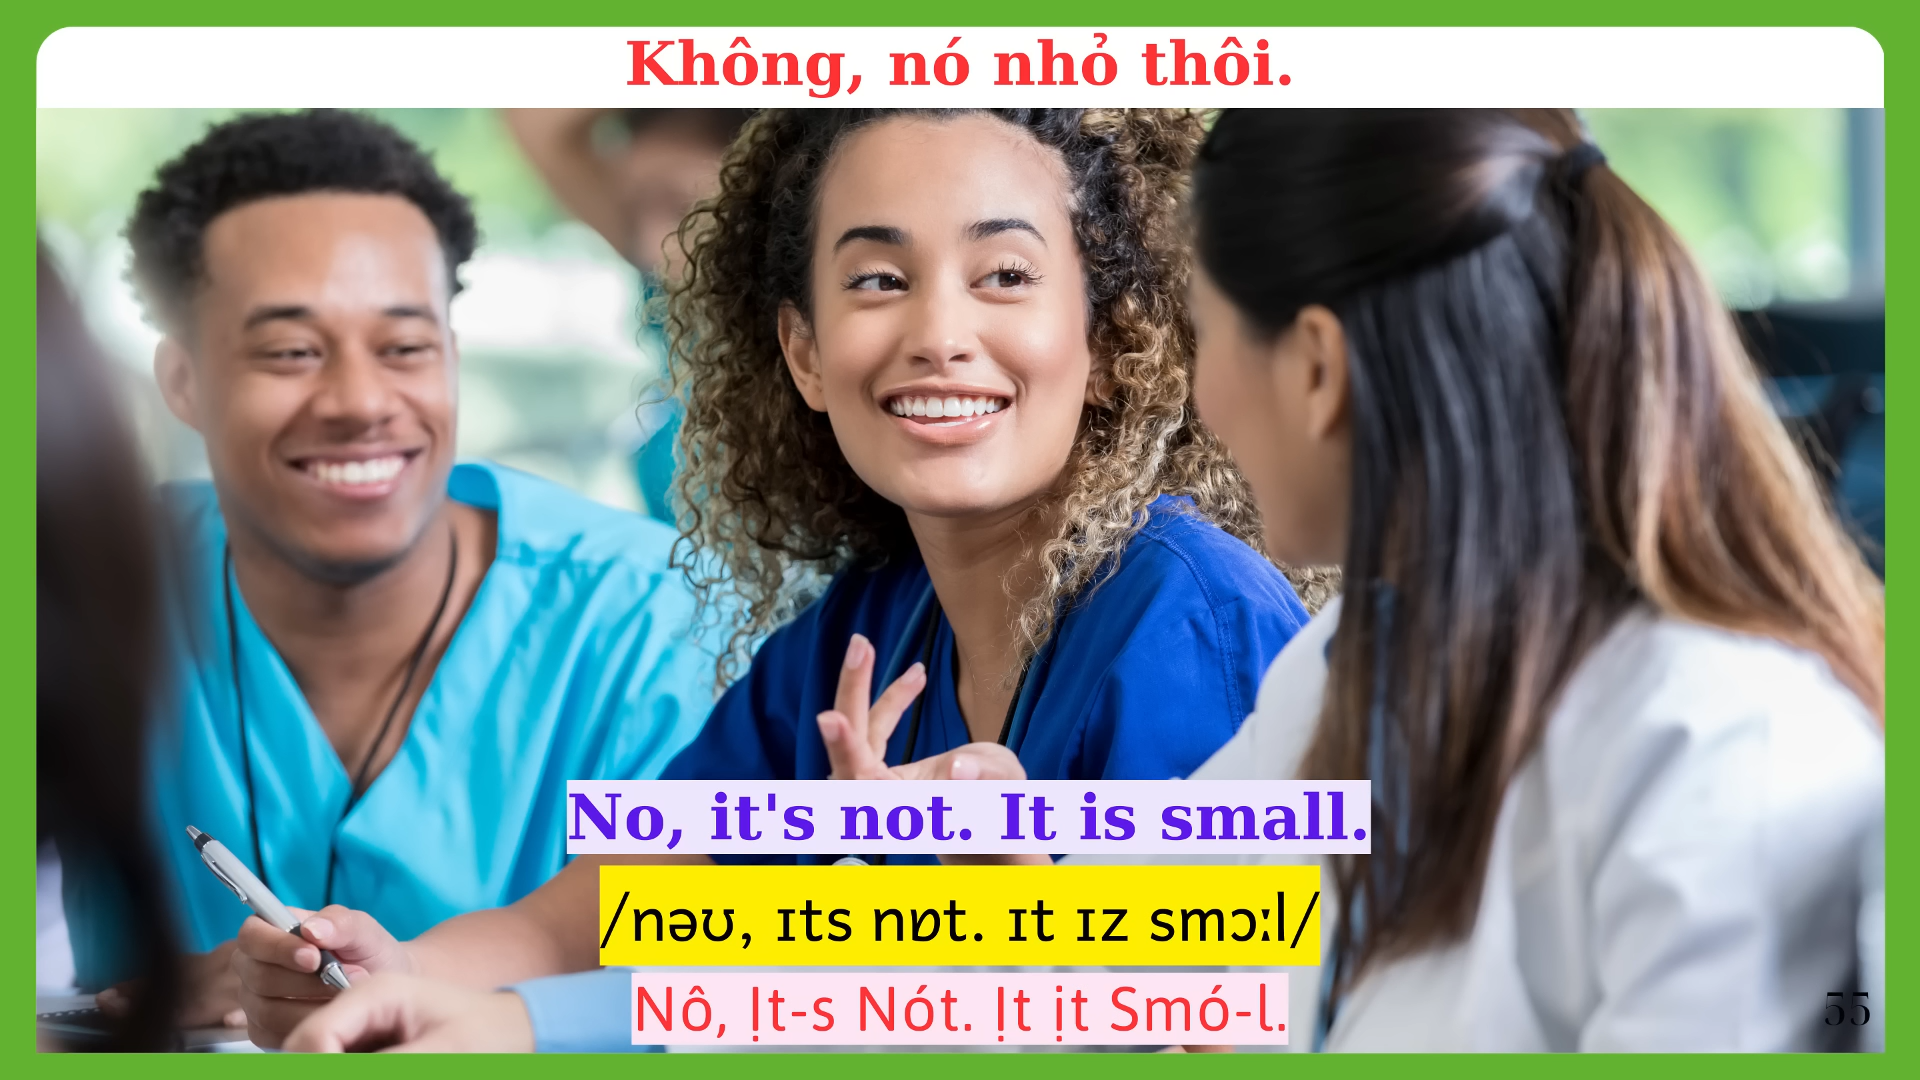 Không, nó nhỏ thôi.
No, it's not. It is small.
/nəʊ, ɪts nɒt. ɪt ɪz smɔːl/
Nô, Ịt-s Nót. Ịt ịt Smó-l.
55